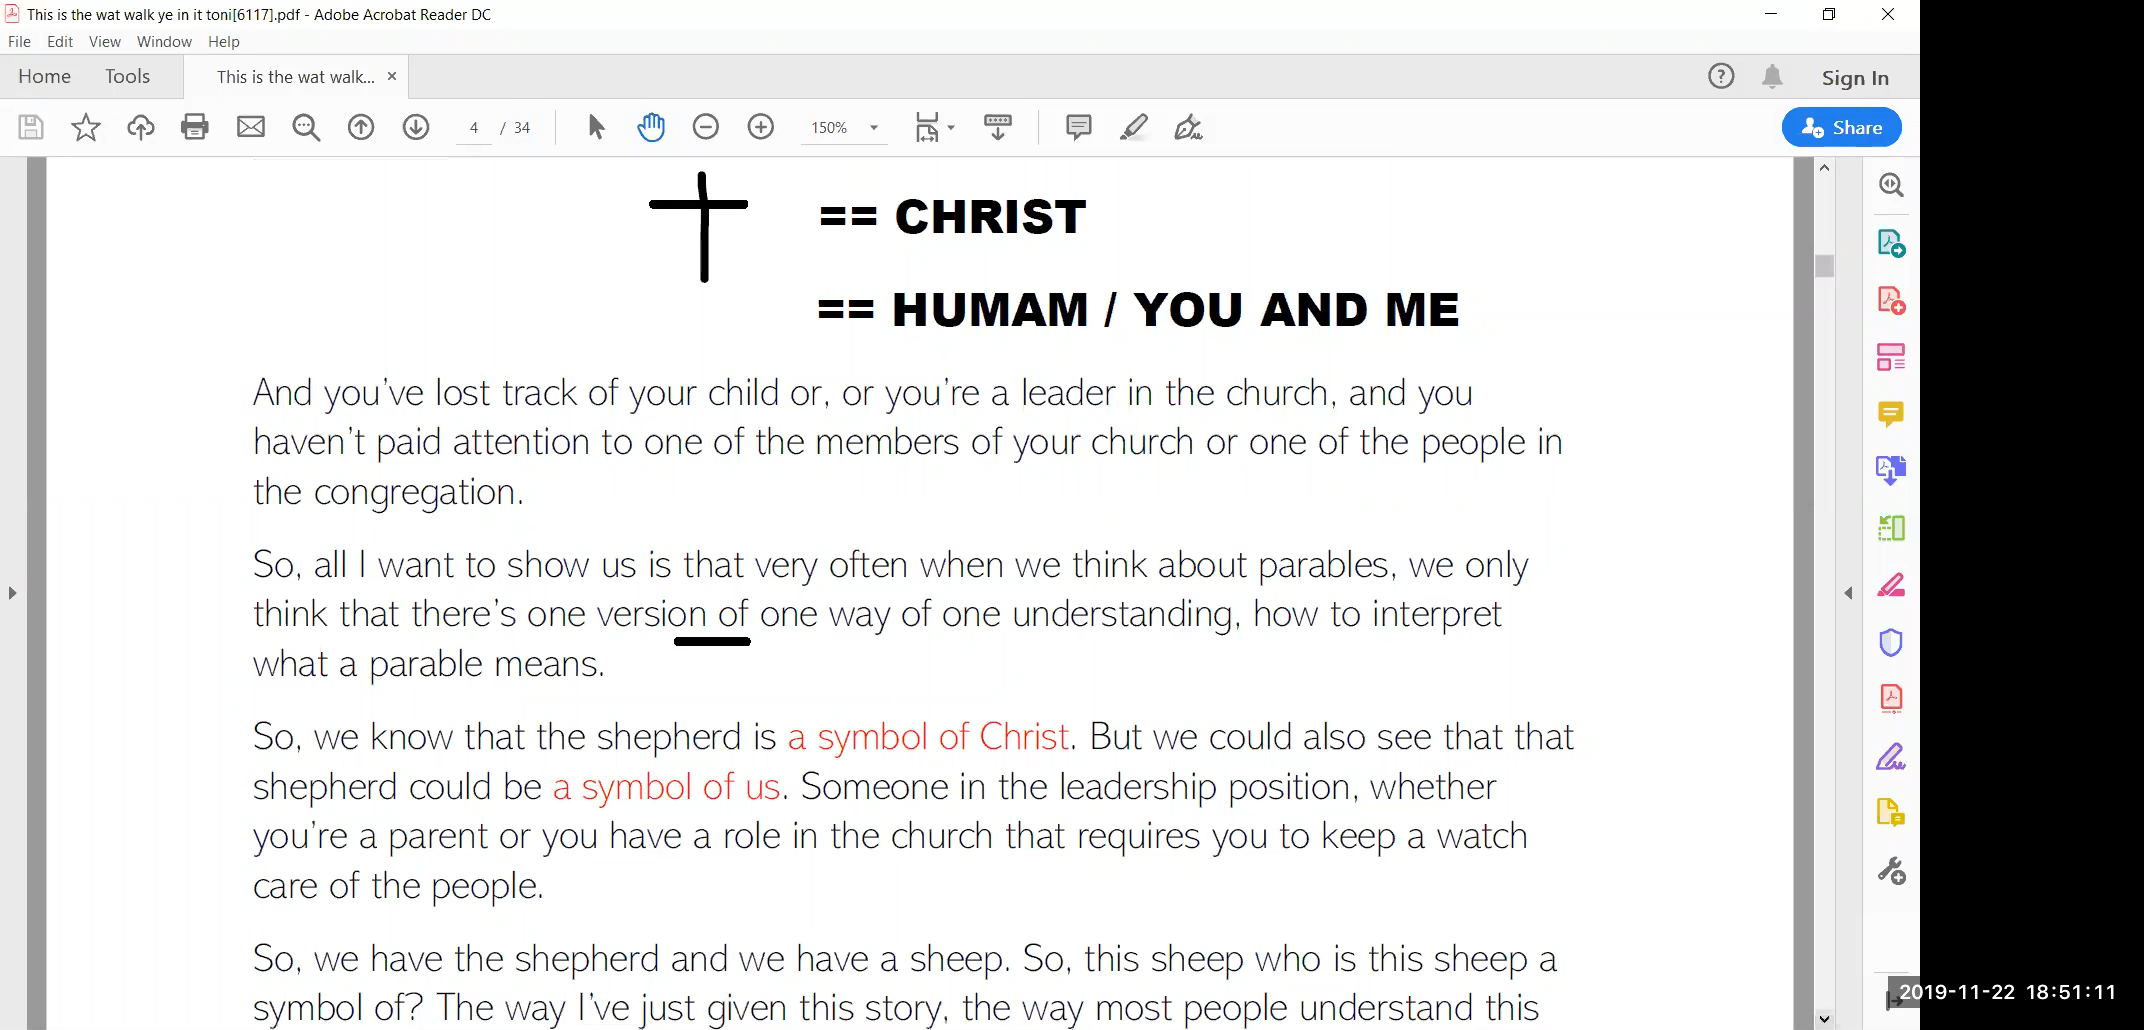 This is the wat walk ye in it toni[6117].pdf - Adobe Acrobat Reader DC
File Edit View Window Help
Home Tools This is the wat walk... × Sign In
4 / 34 150% Share
== CHRIST
== HUMAM / YOU AND ME
And you've lost track of your child or, or you're a leader in the church, and you
haven't paid attention to one of the members of your church or one of the people in
the congregation.
So, all I want to show us is that very often when we think about parables, we only
think that there's one version of one way of one understanding, how to interpret
what a parable means.
So, we know that the shepherd is a symbol of Christ. But we could also see that that
shepherd could be a symbol of us. Someone in the leadership position, whether
you're a parent or you have a role in the church that requires you to keep a watch
care of the people.
So, we have the shepherd and we have a sheep. So, this sheep who is this sheep a
symbol of? The way I've just given this story, the way most people understand this
2019-11-22 18:51:11